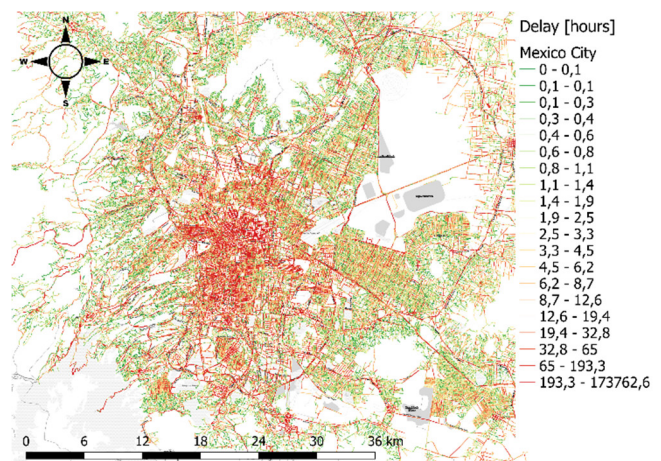 Delay [hours]
Mexico City
0 - 0,1
0,1 - 0,1
0,1 - 0,3
0,3 - 0,4
0,4 - 0,6
0,6 - 0,8
0,8 - 1,1
1,1 - 1,4
1,4 - 1,9
1,9 - 2,5
2,5 - 3,3
3,3 - 4,5
4,5 - 6,2
6,2 - 8,7
8,7 - 12,6
12,6 - 19,4
19,4 - 32,8
32,8 - 65
65 - 193,3
193,3 - 173762,6
N
W E
S
0 6 12 18 24 30 36 km